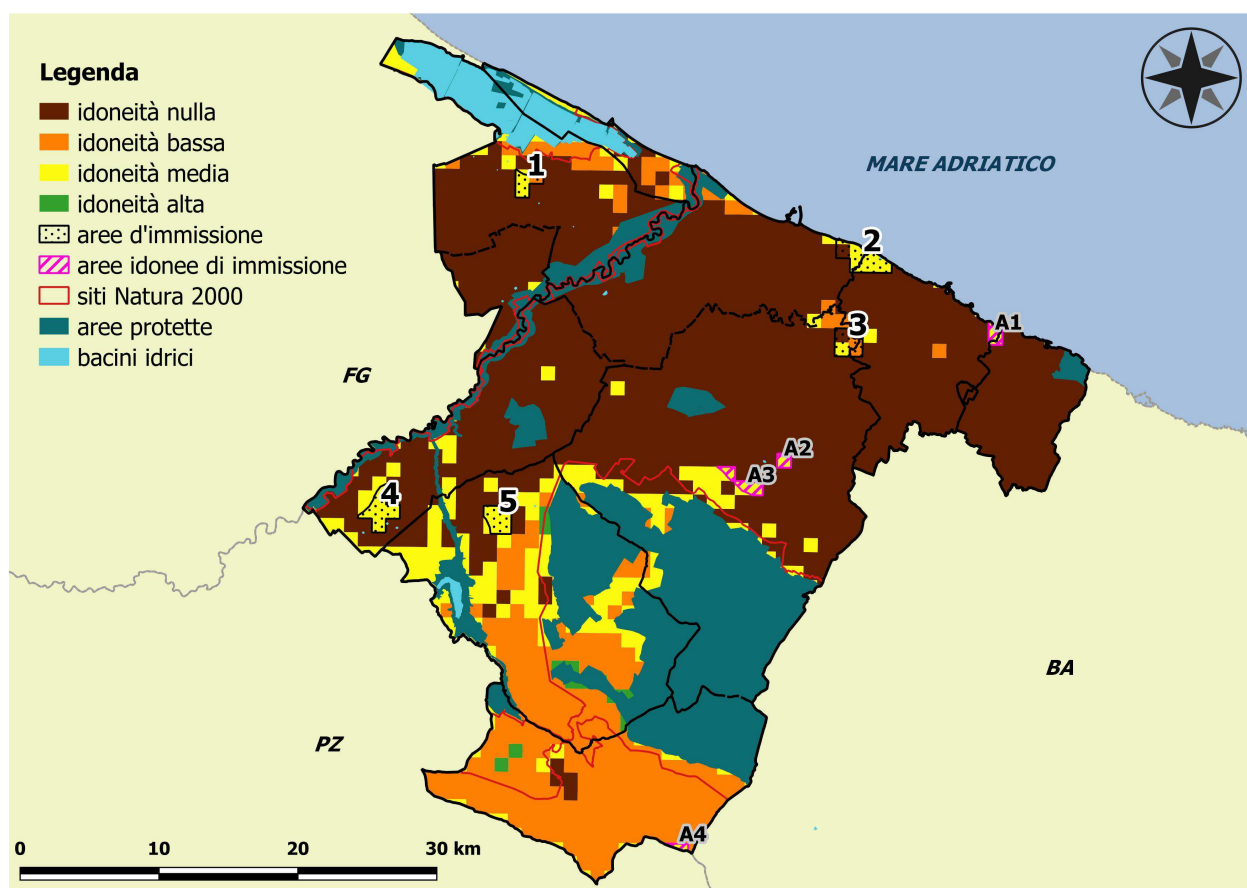 Legenda
idoneità nulla
idoneità bassa
idoneità media
idoneità alta
aree d'immissione
aree idonee di immissione
siti Natura 2000
aree protette
bacini idrici
MARE ADRIATICO
1
2
3
A1
FG
A2
A3
4
5
BA
PZ
A4
0 10 20 30 km